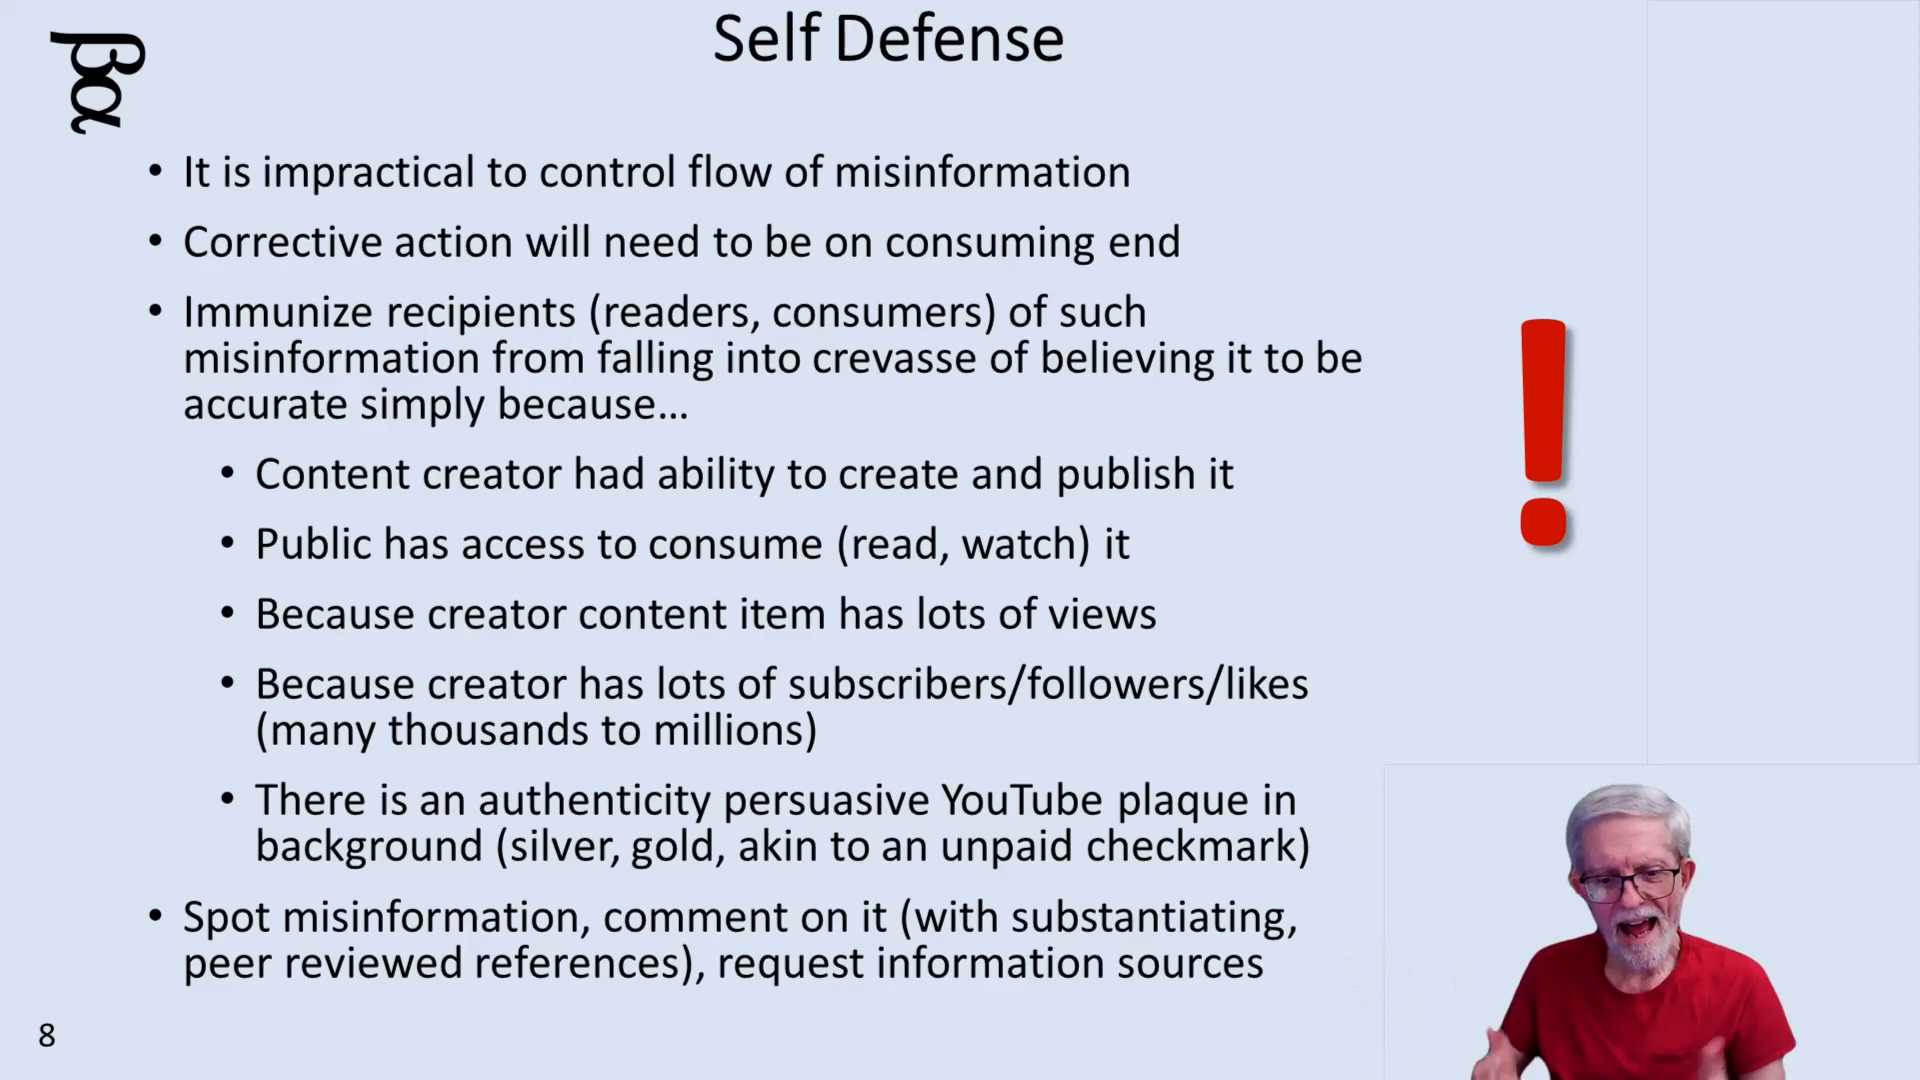 Self Defense
βα
• It is impractical to control flow of misinformation
• Corrective action will need to be on consuming end
• Immunize recipients (readers, consumers) of such
misinformation from falling into crevasse of believing it to be
accurate simply because…
• Content creator had ability to create and publish it
• Public has access to consume (read, watch) it
• Because creator content item has lots of views
• Because creator has lots of subscribers/followers/likes
(many thousands to millions)
• There is an authenticity persuasive YouTube plaque in
background (silver, gold, akin to an unpaid checkmark)
• Spot misinformation, comment on it (with substantiating,
peer reviewed references), request information sources
!
8